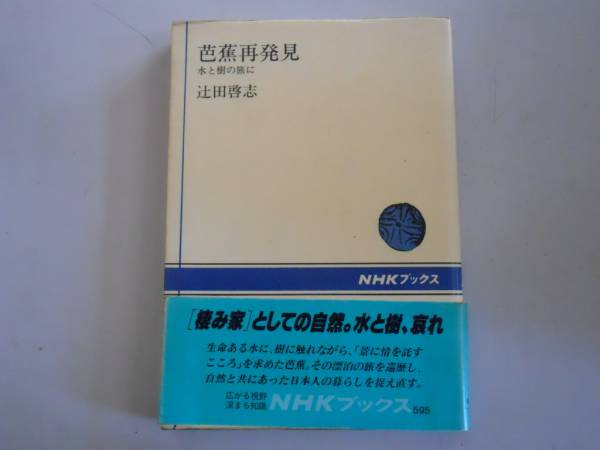 芭蕉再発見
水と樹の旅に
辻田啓志
NHKブックス
[棲み家]としての自然。水と樹、哀れ
生命ある水に、樹に触れながら、「景に情を託す
こころ」を求めた芭蕉。その漂泊の旅を遍歴し、
自然と共にあった日本人の暮らしを捉え直す。
広がる視野
深まる知識
NHKブックス595